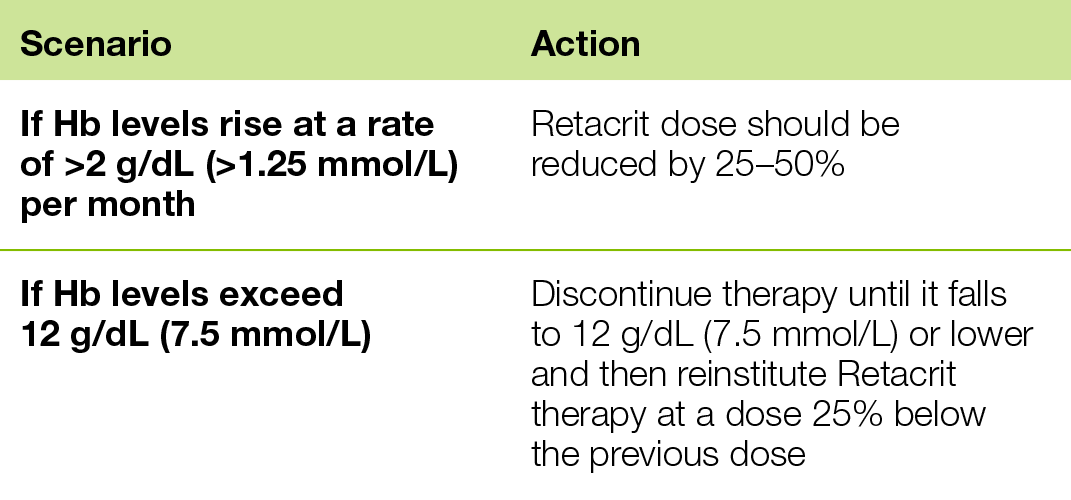 Scenario
Action
If Hb levels rise at a rate
of >2 g/dL (>1.25 mmol/L)
per month
Retacrit dose should be
reduced by 25–50%
If Hb levels exceed
12 g/dL (7.5 mmol/L)
Discontinue therapy until it falls
to 12 g/dL (7.5 mmol/L) or lower
and then reinstitute Retacrit
therapy at a dose 25% below
the previous dose